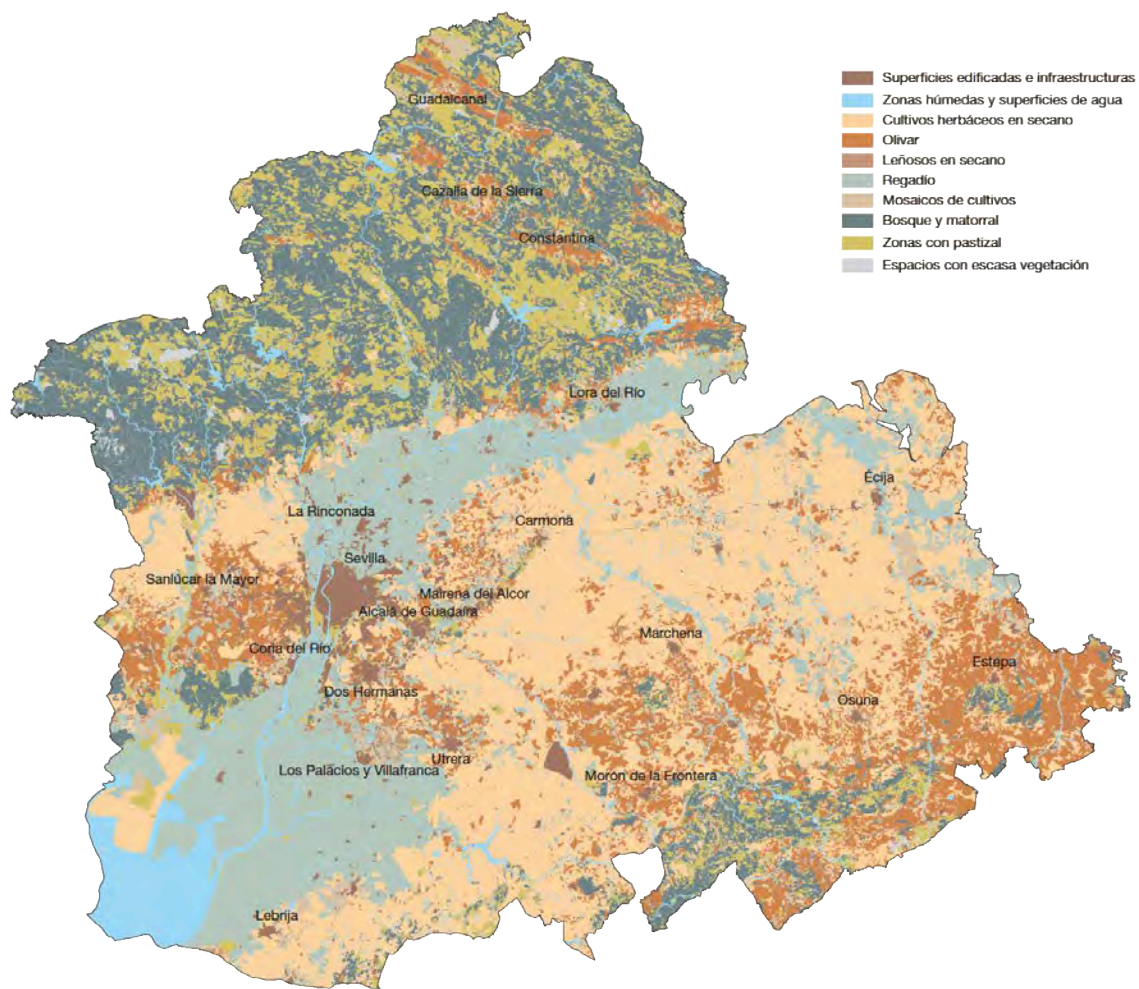 Superficies edificadas e infraestructuras
Zonas húmedas y superficies de agua
Cultivos herbáceos en secano
Olivar
Leñosos en secano
Regadío
Mosaicos de cultivos
Bosque y matorral
Zonas con pastizal
Espacios con escasa vegetación
Guadalcanal
Cazalla de la Sierra
Constantina
Lora del Río
Écija
La Rinconada
Carmona
Sevilla
Sanlúcar la Mayor
Mairena del Alcor
Alcalá de Guadaíra
Marchena
Coria del Río
Estepa
Dos Hermanas
Osuna
Utrera
Los Palacios y Villafranca
Morón de la Frontera
Lebrija